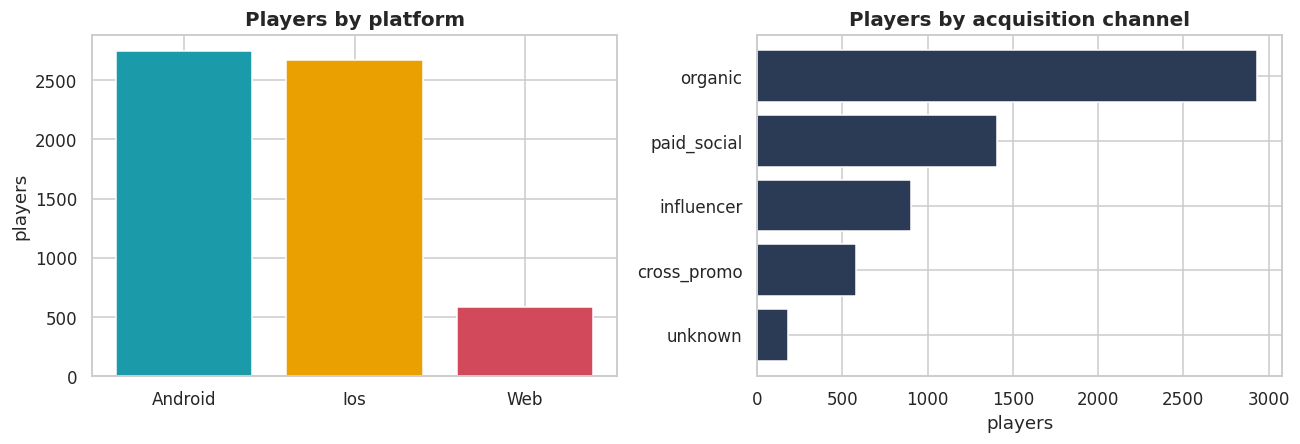 Players by platform
players
2500
2000
1500
1000
500
0
Android
Ios
Web
Players by acquisition channel
organic
paid_social
influencer
cross_promo
unknown
0
500
1000
1500
2000
2500
3000
players